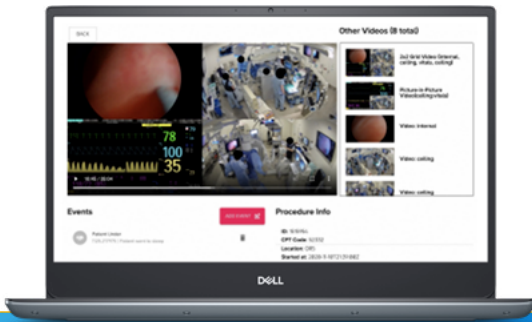 BACK
Other Videos (8 total)
2x2 Grid Video (internal,
ceiling, vitals, ceiling)
Picture-in-Picture
Video(ceiling+vitals)
Video: internal
Video: ceiling
Video: ceiling
78
100
35
Events
ADD EVENT
Procedure Info
ID:
CPT Code:
Location: OR5
Started at:
DELL